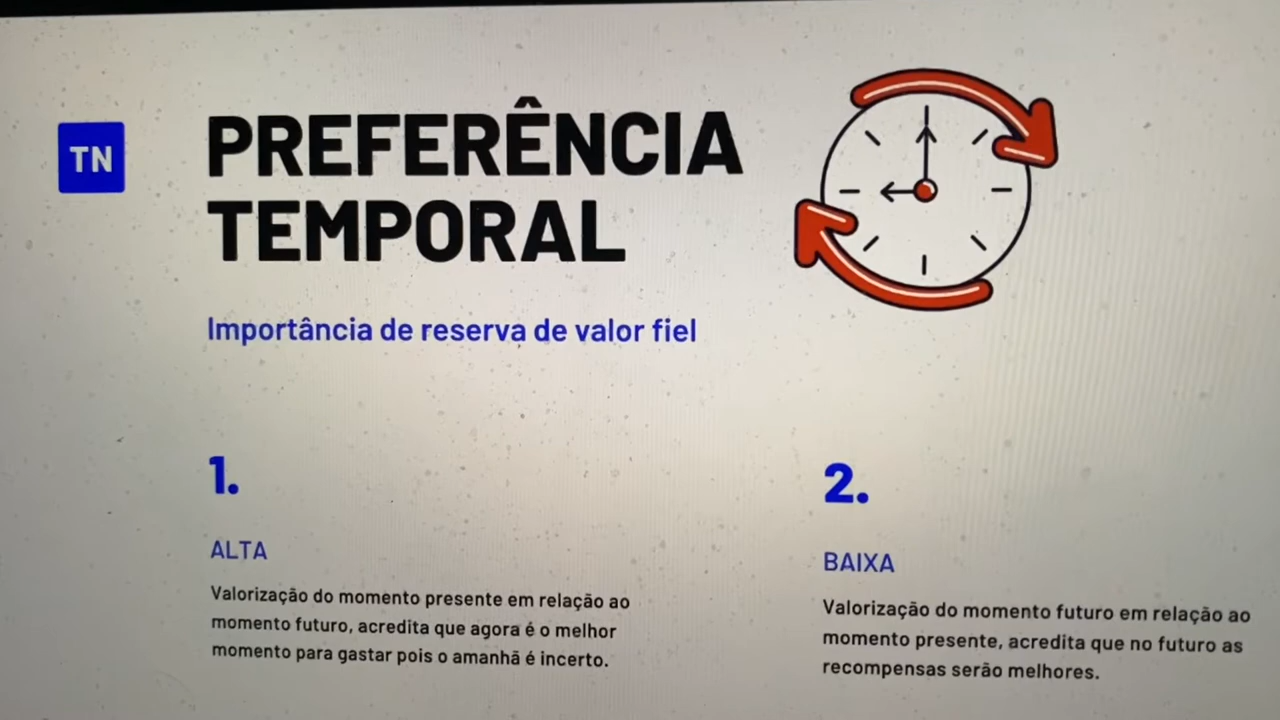 TN
PREFERÊNCIA
TEMPORAL
Importância de reserva de valor fiel
1.
ALTA
Valorização do momento presente em relação ao
momento futuro, acredita que agora é o melhor
momento para gastar pois o amanhã é incerto.
2.
BAIXA
Valorização do momento futuro em relação ao
momento presente, acredita que no futuro as
recompensas serão melhores.